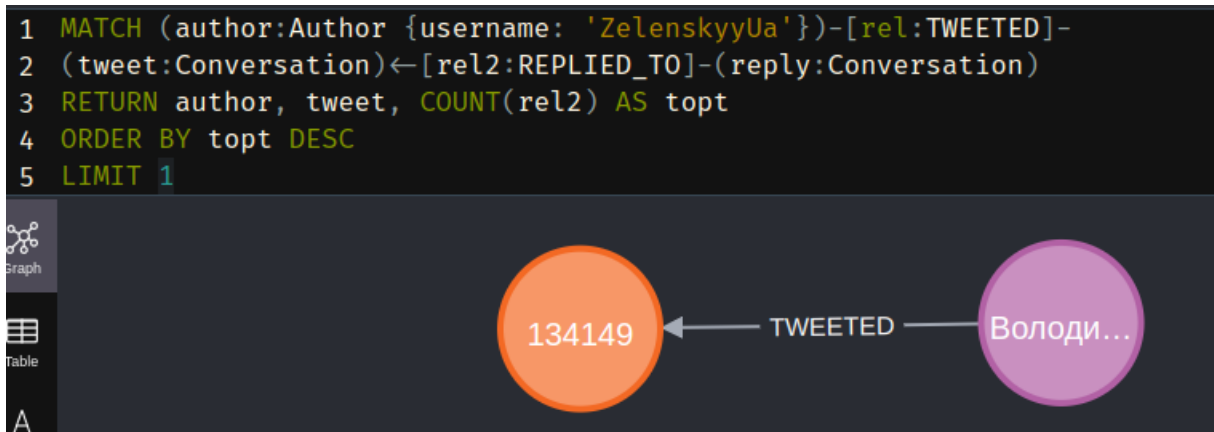 1 MATCH (author:Author {username: 'ZelenskyyUa'})-[rel:TWEETED]-
2 (tweet:Conversation)<-[rel2:REPLIED_TO]-(reply:Conversation)
3 RETURN author, tweet, COUNT(rel2) AS topt
4 ORDER BY topt DESC
5 LIMIT 1
Graph
134149
TWEETED
Володи…
Table
A